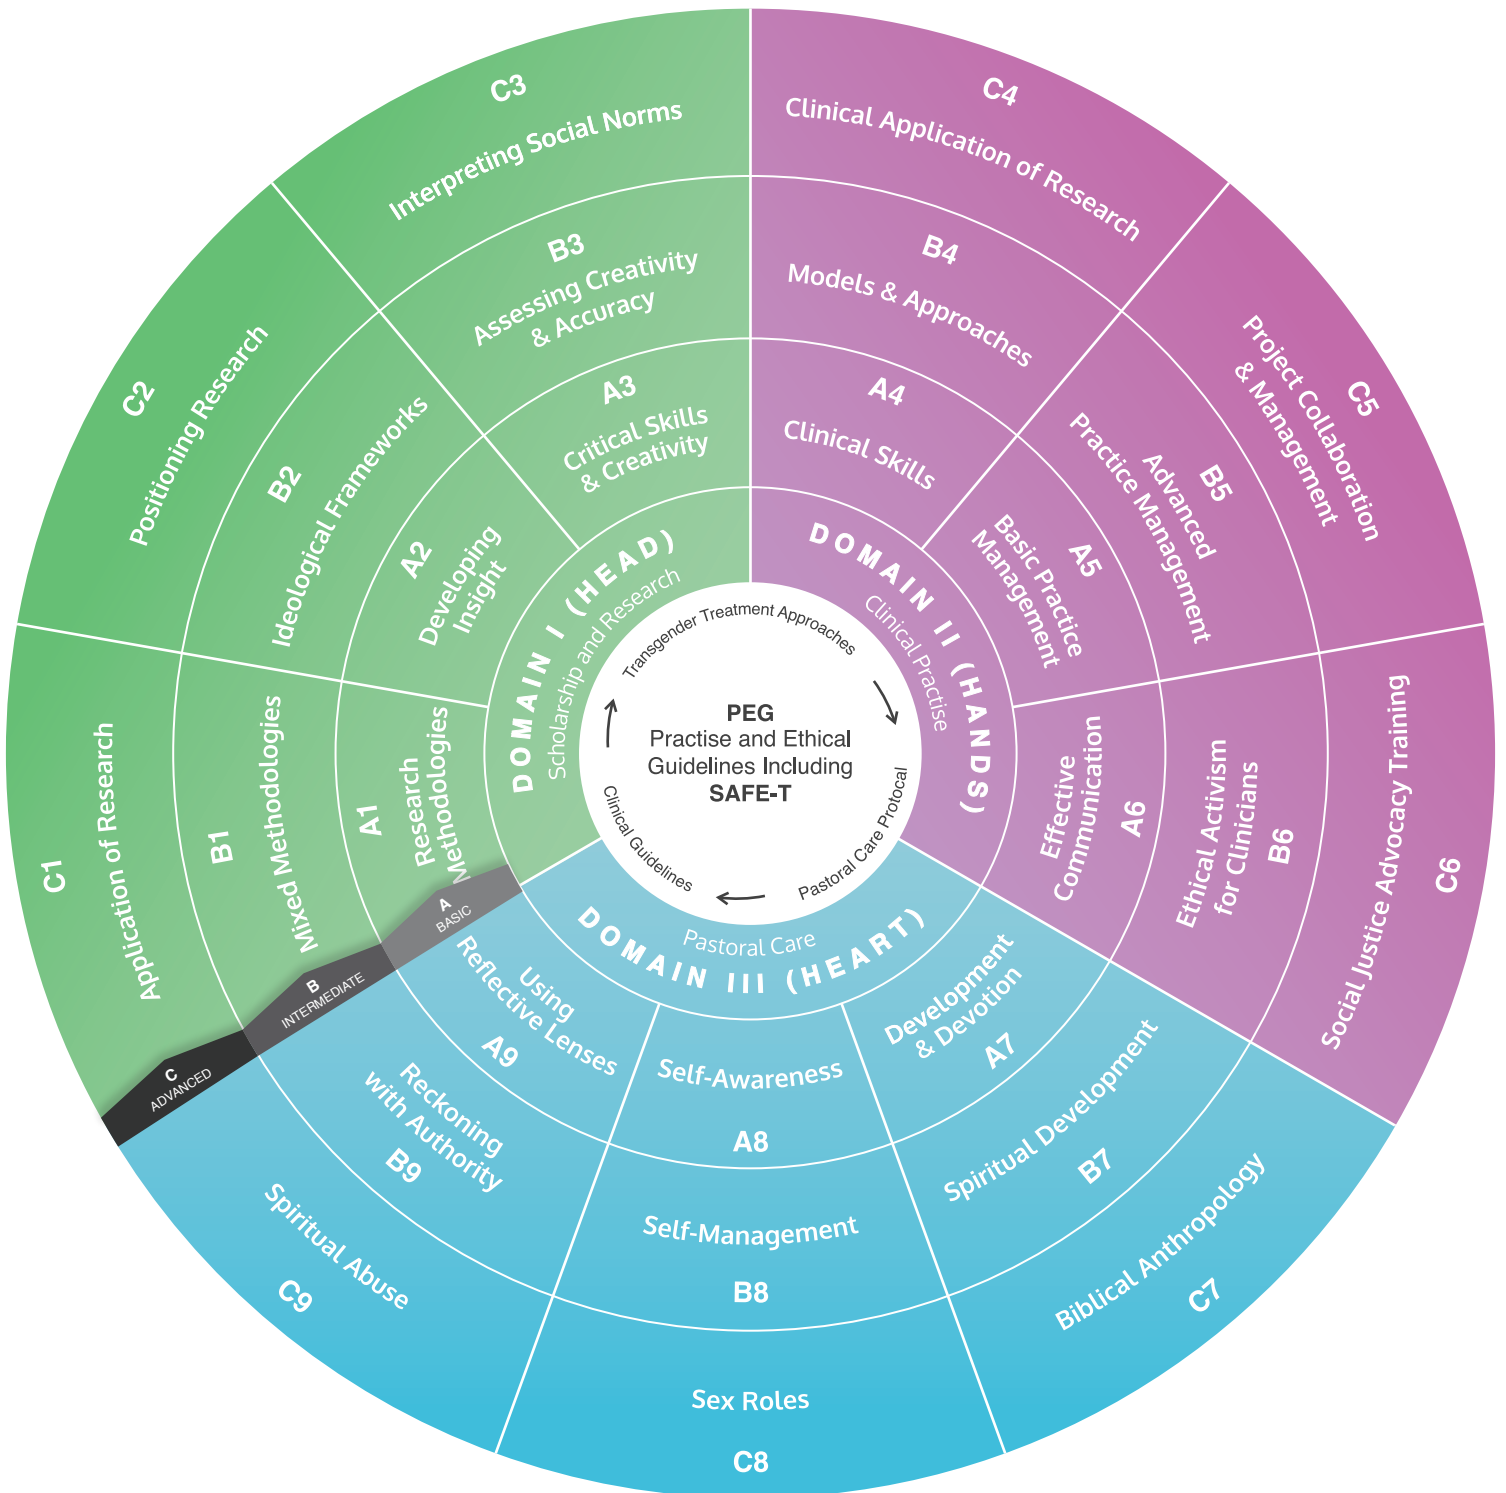 PEG
Practise and Ethical
Guidelines Including
SAFE-T
Transgender Treatment Approaches
Pastoral Care Protocal
Clinical Guidelines
DOMAIN I (HEAD)
Scholarship and Research
A1
Research
Methodologies
B1
Mixed Methodologies
C1
Application of Research
A2
Developing
Insight
B2
Ideological Frameworks
C2
Positioning Research
A3
Critical Skills
& Creativity
B3
Assessing Creativity
& Accuracy
C3
Interpreting Social Norms
DOMAIN II (HANDS)
Clinical Practise
A4
Clinical Skills
B4
Models & Approaches
C4
Clinical Application of Research
A5
Basic Practice
Management
B5
Advanced
Practice Management
C5
Project Collaboration
& Management
A6
Effective
Communication
B6
Ethical Activism
for Clinicians
C6
Social Justice Advocacy Training
DOMAIN III (HEART)
Pastoral Care
Development
& Devotion
A7
Spiritual Development
B7
Biblical Anthropology
C7
Self-Awareness
A8
Self-Management
B8
Sex Roles
C8
Using
Reflective Lenses
A9
Reckoning
with Authority
B9
Spiritual Abuse
C9
A
BASIC
B
INTERMEDIATE
C
ADVANCED